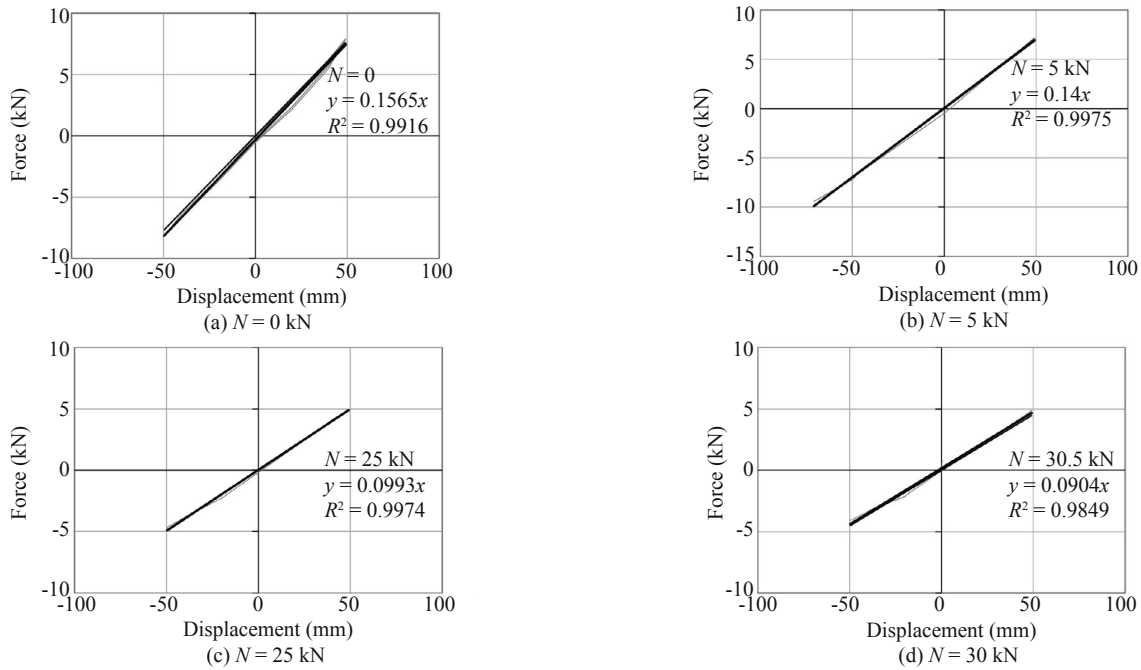 10
5
0
-5
-10
-100
-50
0
50
100
Force (kN)
Displacement (mm)
N = 0
y = 0.1565x
R² = 0.9916
(a) N = 0 kN
10
5
0
-5
-10
-15
-100
-50
0
50
100
Force (kN)
Displacement (mm)
N = 5 kN
y = 0.14x
R² = 0.9975
(b) N = 5 kN
10
5
0
-5
-10
-100
-50
0
50
100
Force (kN)
Displacement (mm)
N = 25 kN
y = 0.0993x
R² = 0.9974
(c) N = 25 kN
10
5
0
-5
-10
-100
-50
0
50
100
Force (kN)
Displacement (mm)
N = 30.5 kN
y = 0.0904x
R² = 0.9849
(d) N = 30 kN